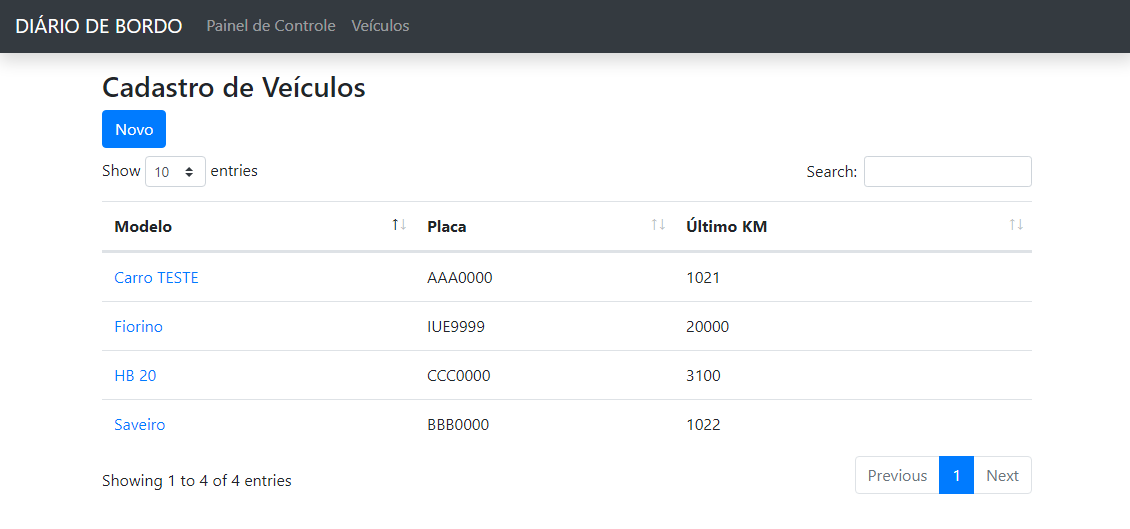 DIÁRIO DE BORDO Painel de Controle Veículos
Cadastro de Veículos
Novo
Show 10 entries Search:
Modelo Placa Último KM
Carro TESTE AAA0000 1021
Fiorino IUE9999 20000
HB 20 CCC0000 3100
Saveiro BBB0000 1022
Showing 1 to 4 of 4 entries Previous 1 Next